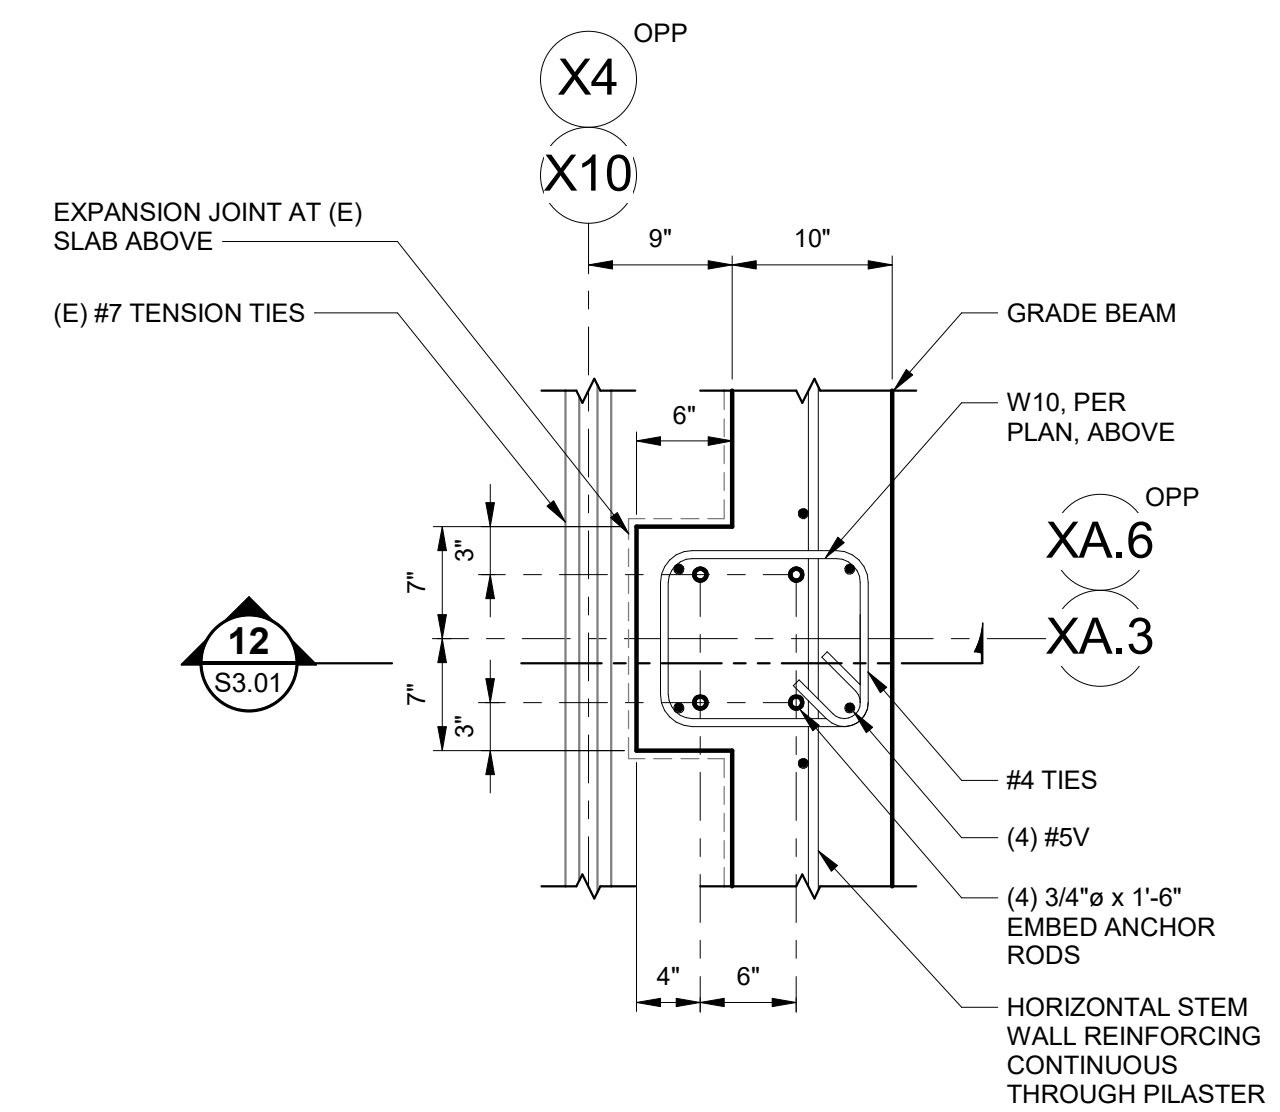 OPP
X4
X10
EXPANSION JOINT AT (E)
SLAB ABOVE
9"
10"
(E) #7 TENSION TIES
GRADE BEAM
W10, PER
PLAN, ABOVE
6"
OPP
XA.6
XA.3
3"
7"
7"
3"
12
S3.01
#4 TIES
(4) #5V
(4) 3/4"ø x 1'-6"
EMBED ANCHOR
RODS
4"
6"
HORIZONTAL STEM
WALL REINFORCING
CONTINUOUS
THROUGH PILASTER